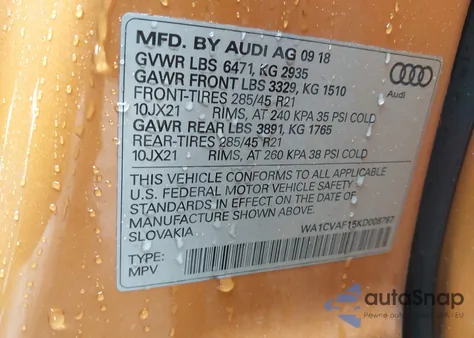 MFD. BY AUDI AG 09 18
GVWR LBS 6471, KG 2935
GAWR FRONT LBS 3329, KG 1510
FRONT-TIRES 285/45 R21
10JX21 RIMS, AT 240 KPA 35 PSI COLD
GAWR REAR LBS 3891, KG 1765
REAR-TIRES 285/45 R21
10JX21 RIMS, AT 260 KPA 38 PSI COLD
Audi
THIS VEHICLE CONFORMS TO ALL APPLICABLE
U.S. FEDERAL MOTOR VEHICLE SAFETY
STANDARDS IN EFFECT ON THE DATE OF
MANUFACTURE SHOWN ABOVE.
SLOVAKIA
TYPE:
MPV
autoSnap